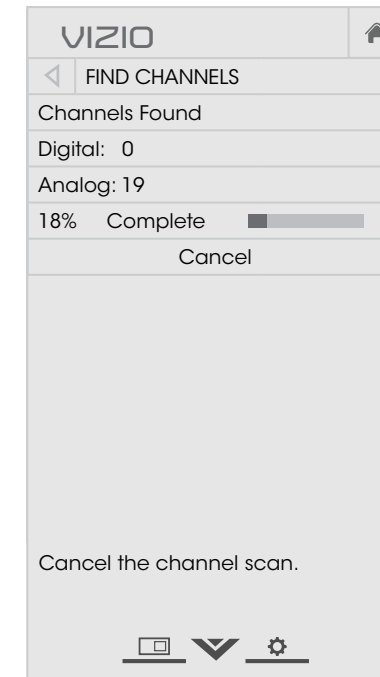 VIZIO
FIND CHANNELS
Channels Found
Digital: 0
Analog: 19
18% Complete
Cancel
Cancel the channel scan.